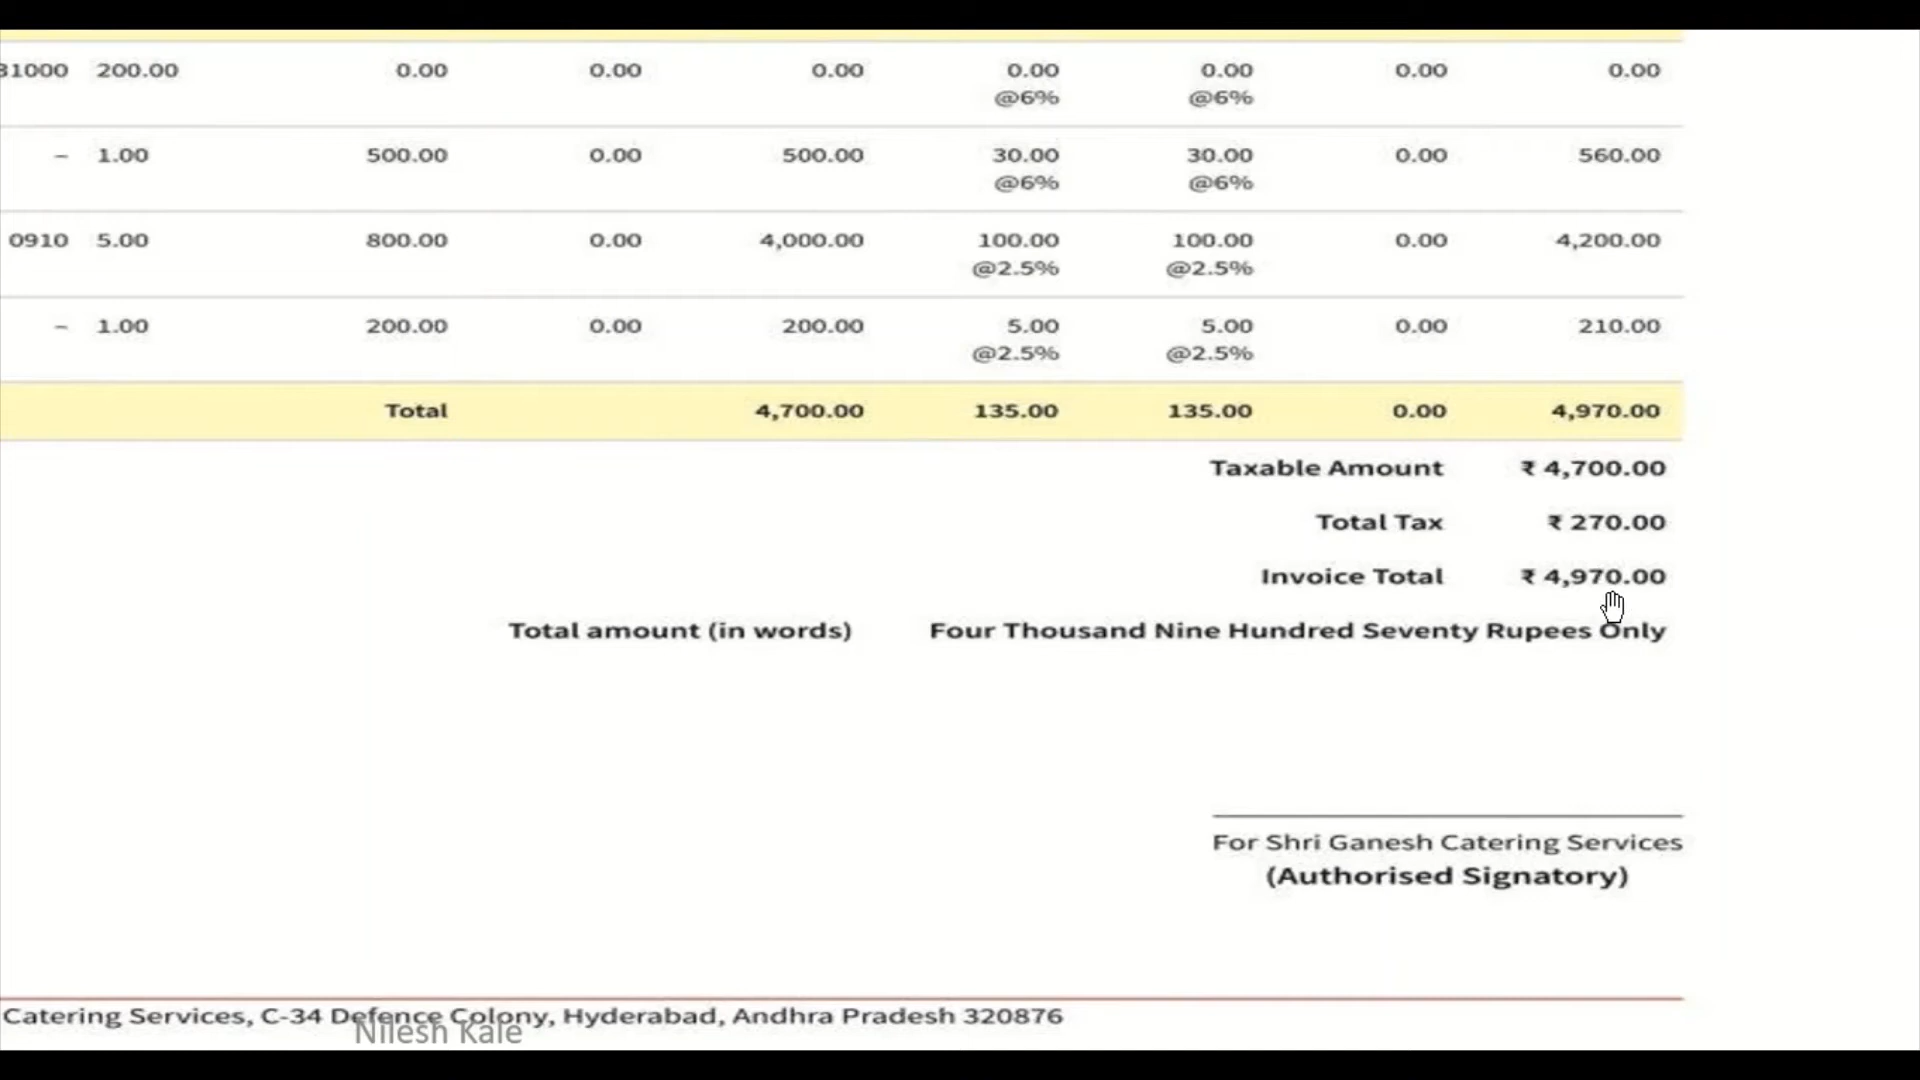 31000 200.00 0.00 0.00 0.00 0.00 0.00 0.00 0.00
@6% @6%
– 1.00 500.00 0.00 500.00 30.00 30.00 0.00 560.00
@6% @6%
0910 5.00 800.00 0.00 4,000.00 100.00 100.00 0.00 4,200.00
@2.5% @2.5%
– 1.00 200.00 0.00 200.00 5.00 5.00 0.00 210.00
@2.5% @2.5%
Total 4,700.00 135.00 135.00 0.00 4,970.00
Taxable Amount ₹ 4,700.00
Total Tax ₹ 270.00
Invoice Total ₹ 4,970.00
Total amount (in words) Four Thousand Nine Hundred Seventy Rupees Only
For Shri Ganesh Catering Services
(Authorised Signatory)
Catering Services, C-34 Defence Colony, Hyderabad, Andhra Pradesh 320876
Nilesh Kale